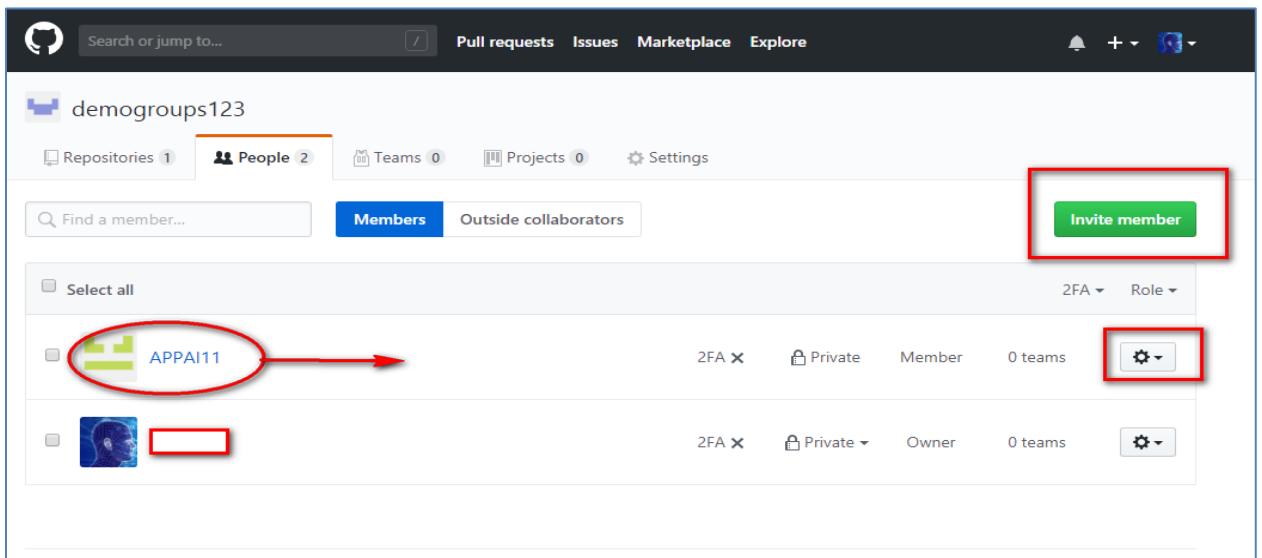 Search or jump to... / Pull requests Issues Marketplace Explore
demogroups123
Repositories 1 People 2 Teams 0 Projects 0 Settings
Find a member... Members Outside collaborators Invite member
Select all 2FA Role
APPAI11 2FA Private Member 0 teams
2FA Private Owner 0 teams